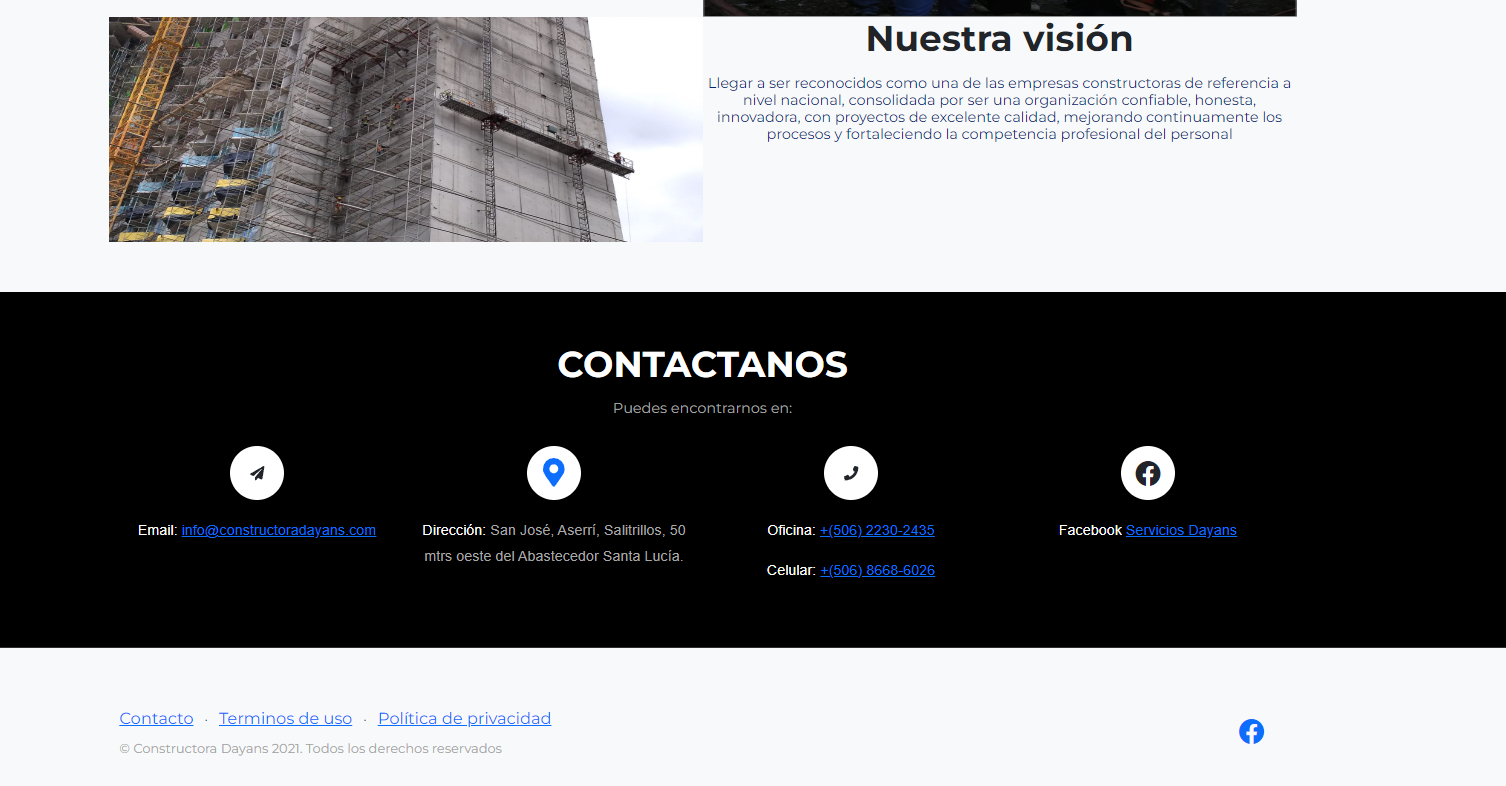 Nuestra visión
Llegar a ser reconocidos como una de las empresas constructoras de referencia a
nivel nacional, consolidada por ser una organización confiable, honesta,
innovadora, con proyectos de excelente calidad, mejorando continuamente los
procesos y fortaleciendo la competencia profesional del personal
CONTACTANOS
Puedes encontrarnos en:
Email: info@constructoradayans.com
Dirección: San José, Aserrí, Salitrillos, 50
mtrs oeste del Abastecedor Santa Lucía.
Oficina: +(506) 2230-2435
Celular: +(506) 8668-6026
Facebook Servicios Dayans
Contacto · Terminos de uso · Política de privacidad
© Constructora Dayans 2021. Todos los derechos reservados